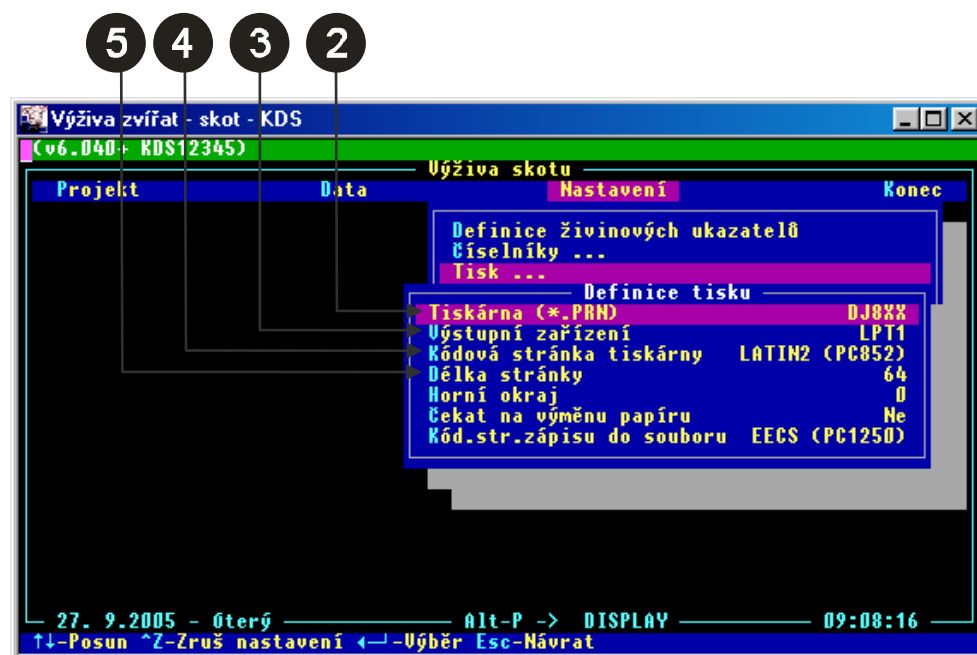 5 4 3 2
Výživa zvířat - skot - KDS
(v6.040+ KDS12345)
Výživa skotu
Projekt Data Nastavení Konec
Definice živinových ukazatelů
Číselníky ...
Tisk ...
Definice tisku
Tiskárna (*.PRN) DJ8XX
Výstupní zařízení LPT1
Kódová stránka tiskárny LATIN2 (PC852)
Délka stránky 64
Horní okraj 0
Čekat na výměnu papíru Ne
Kód.str.zápisu do souboru EECS (PC1250)
27. 9.2005 - úterý Alt-P -> DISPLAY 09:08:16
↑↓-Posun ^Z-Zruš nastavení ◄─┘-Výběr Esc-Návrat